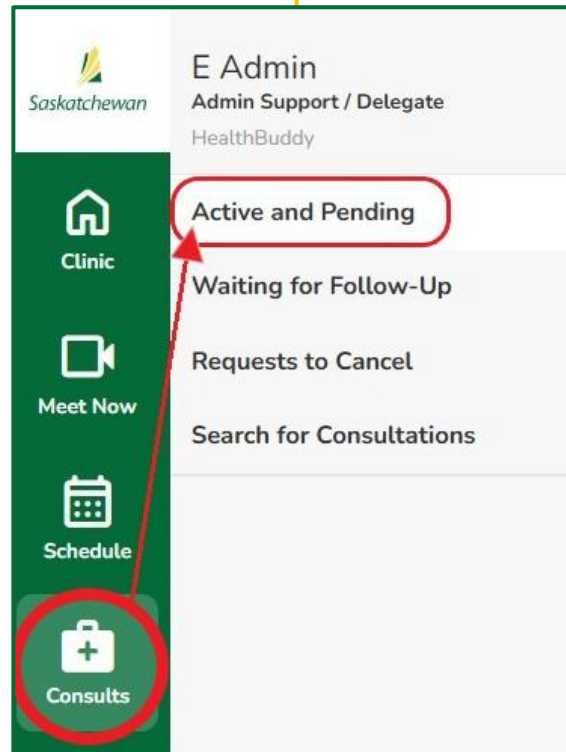 Saskatchewan
E Admin
Admin Support / Delegate
HealthBuddy
Clinic
Meet Now
Schedule
Consults
Active and Pending
Waiting for Follow-Up
Requests to Cancel
Search for Consultations